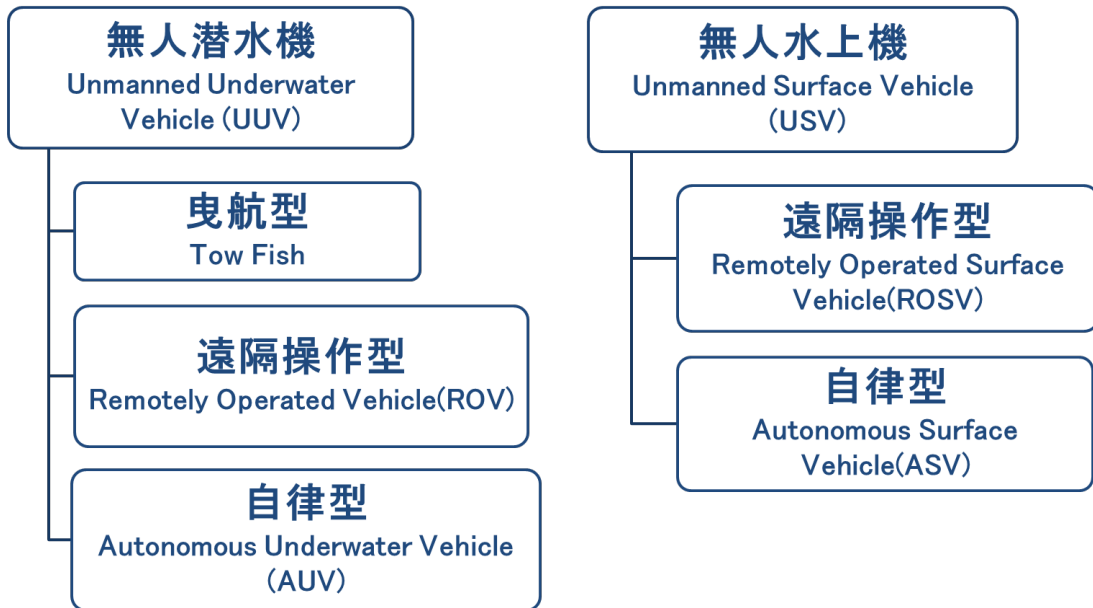 無人潜水機
Unmanned Underwater
Vehicle (UUV)
曳航型
Tow Fish
遠隔操作型
Remotely Operated Vehicle(ROV)
自律型
Autonomous Underwater Vehicle
(AUV)
無人水上機
Unmanned Surface Vehicle
(USV)
遠隔操作型
Remotely Operated Surface
Vehicle(ROSV)
自律型
Autonomous Surface
Vehicle(ASV)